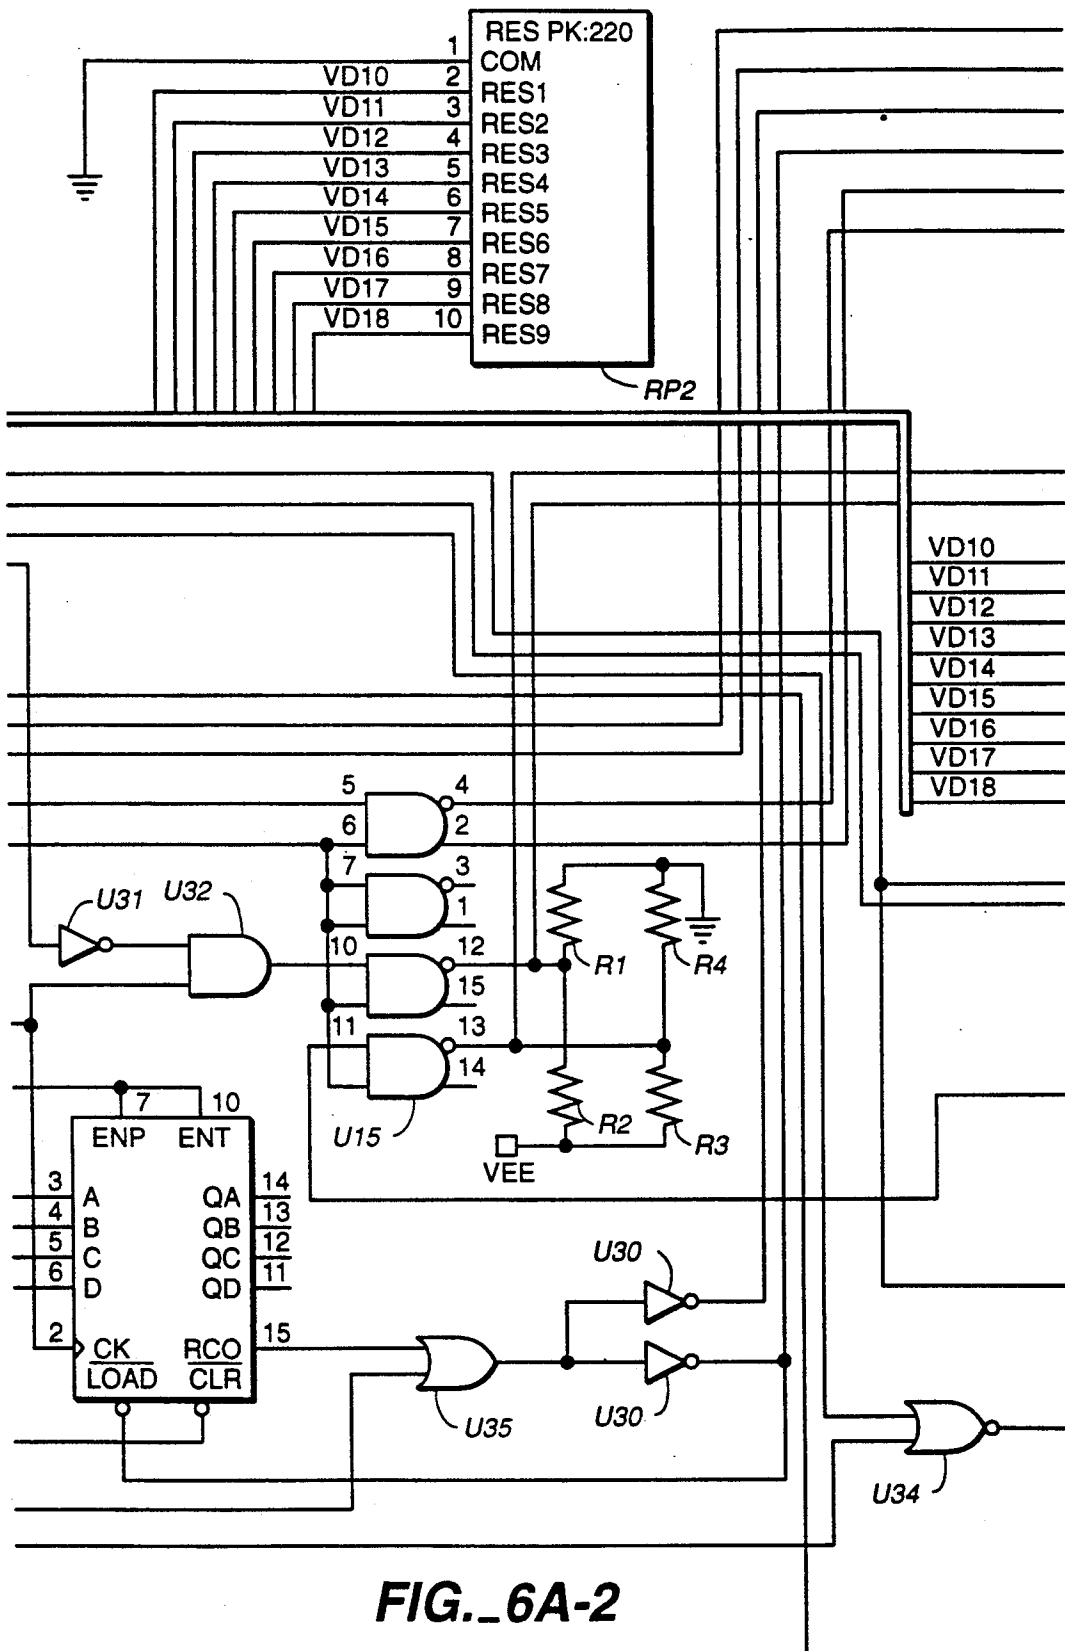 RES PK:220
1
COM
VD10 2 RES1
VD11 3 RES2
VD12 4 RES3
VD13 5 RES4
VD14 6 RES5
VD15 7 RES6
VD16 8 RES7
VD17 9 RES8
VD18 10 RES9
RP2
VD10
VD11
VD12
VD13
VD14
VD15
VD16
VD17
VD18
5 4
6 2
7 3
1
U31 U32
10 12
15
R1 R4
11 13
14
U15
R2 R3
VEE
7 10
ENP ENT
3 A QA 14
4 B QB 13
5 C QC 12
6 D QD 11
2 CK RCO 15
LOAD CLR
U30
U35
U30
U34
FIG._6A-2